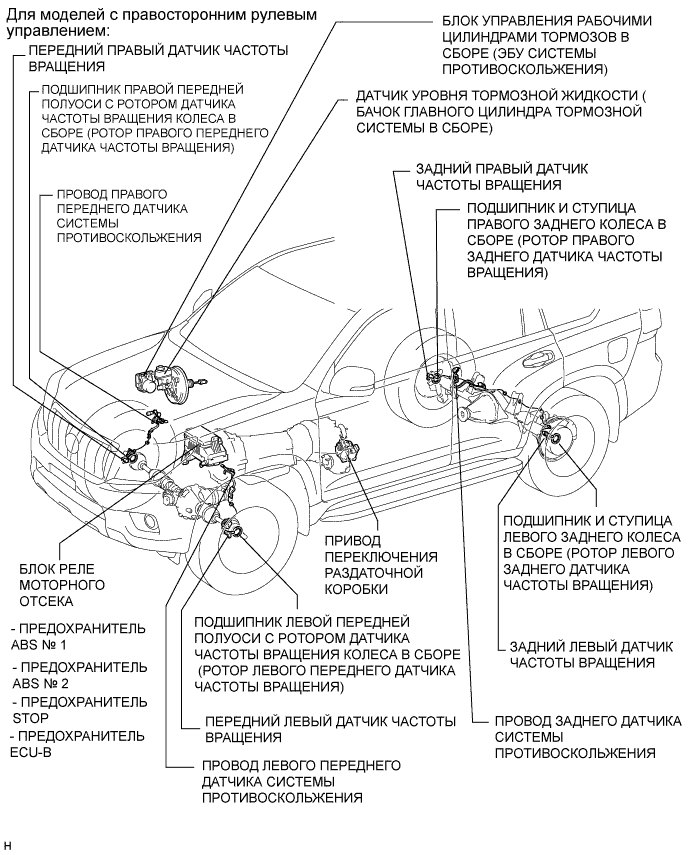 Для моделей с правосторонним рулевым
управлением:
ПЕРЕДНИЙ ПРАВЫЙ ДАТЧИК ЧАСТОТЫ
ВРАЩЕНИЯ
ПОДШИПНИК ПРАВОЙ ПЕРЕДНЕЙ
ПОЛУОСИ С РОТОРОМ ДАТЧИКА
ЧАСТОТЫ ВРАЩЕНИЯ КОЛЕСА В
СБОРЕ (РОТОР ПРАВОГО ПЕРЕДНЕГО
ДАТЧИКА ЧАСТОТЫ ВРАЩЕНИЯ)
ПРОВОД ПРАВОГО
ПЕРЕДНЕГО ДАТЧИКА
СИСТЕМЫ
ПРОТИВОСКОЛЬЖЕНИЯ
БЛОК УПРАВЛЕНИЯ РАБОЧИМИ
ЦИЛИНДРАМИ ТОРМОЗОВ В
СБОРЕ (ЭБУ СИСТЕМЫ
ПРОТИВОСКОЛЬЖЕНИЯ)
ДАТЧИК УРОВНЯ ТОРМОЗНОЙ ЖИДКОСТИ (
БАЧОК ГЛАВНОГО ЦИЛИНДРА ТОРМОЗНОЙ
СИСТЕМЫ В СБОРЕ)
ЗАДНИЙ ПРАВЫЙ ДАТЧИК
ЧАСТОТЫ ВРАЩЕНИЯ
ПОДШИПНИК И СТУПИЦА
ПРАВОГО ЗАДНЕГО КОЛЕСА В
СБОРЕ (РОТОР ПРАВОГО
ЗАДНЕГО ДАТЧИКА ЧАСТОТЫ
ВРАЩЕНИЯ)
БЛОК РЕЛЕ
МОТОРНОГО
ОТСЕКА
- ПРЕДОХРАНИТЕЛЬ
ABS № 1
- ПРЕДОХРАНИТЕЛЬ
ABS № 2
- ПРЕДОХРАНИТЕЛЬ
STOP
- ПРЕДОХРАНИТЕЛЬ
ECU-B
ПРИВОД
ПЕРЕКЛЮЧЕНИЯ
РАЗДАТОЧНОЙ
КОРОБКИ
ПОДШИПНИК ЛЕВОЙ ПЕРЕДНЕЙ
ПОЛУОСИ С РОТОРОМ ДАТЧИКА
ЧАСТОТЫ ВРАЩЕНИЯ КОЛЕСА В СБОРЕ
(РОТОР ЛЕВОГО ПЕРЕДНЕГО ДАТЧИКА
ЧАСТОТЫ ВРАЩЕНИЯ)
ПЕРЕДНИЙ ЛЕВЫЙ ДАТЧИК ЧАСТОТЫ
ВРАЩЕНИЯ
ПРОВОД ЛЕВОГО ПЕРЕДНЕГО
ДАТЧИКА СИСТЕМЫ
ПРОТИВОСКОЛЬЖЕНИЯ
ПОДШИПНИК И СТУПИЦА
ЛЕВОГО ЗАДНЕГО КОЛЕСА
В СБОРЕ (РОТОР ЛЕВОГО
ЗАДНЕГО ДАТЧИКА
ЧАСТОТЫ ВРАЩЕНИЯ)
ЗАДНИЙ ЛЕВЫЙ ДАТЧИК
ЧАСТОТЫ ВРАЩЕНИЯ
ПРОВОД ЗАДНЕГО ДАТЧИКА
СИСТЕМЫ
ПРОТИВОСКОЛЬЖЕНИЯ
H